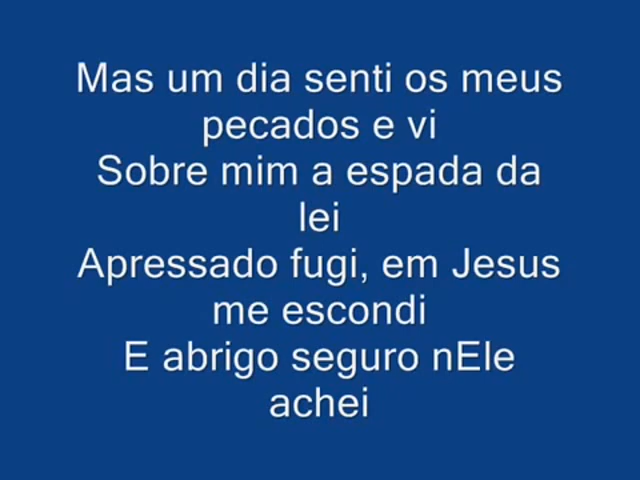 Mas um dia senti os meus
pecados e vi
Sobre mim a espada da
lei
Apressado fugi, em Jesus
me escondi
E abrigo seguro nEle
achei